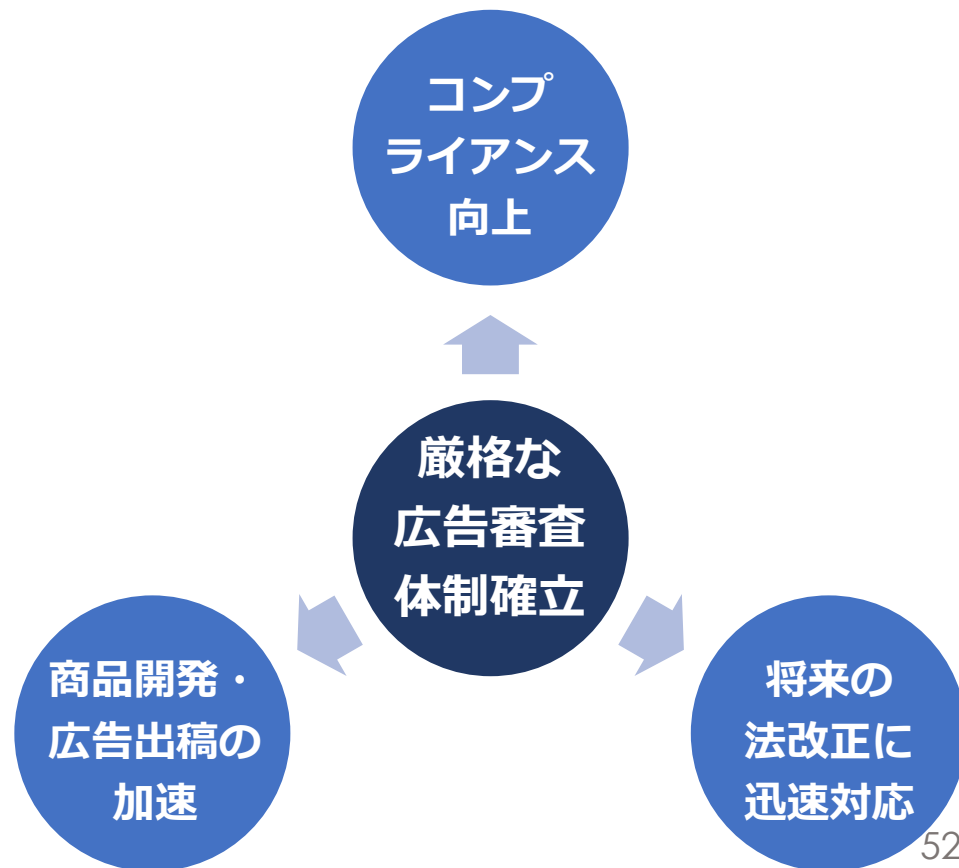 コンプ
ライアンス
向上
厳格な
広告審査
体制確立
商品開発・
広告出稿の
加速
将来の
法改正に
迅速対応
52